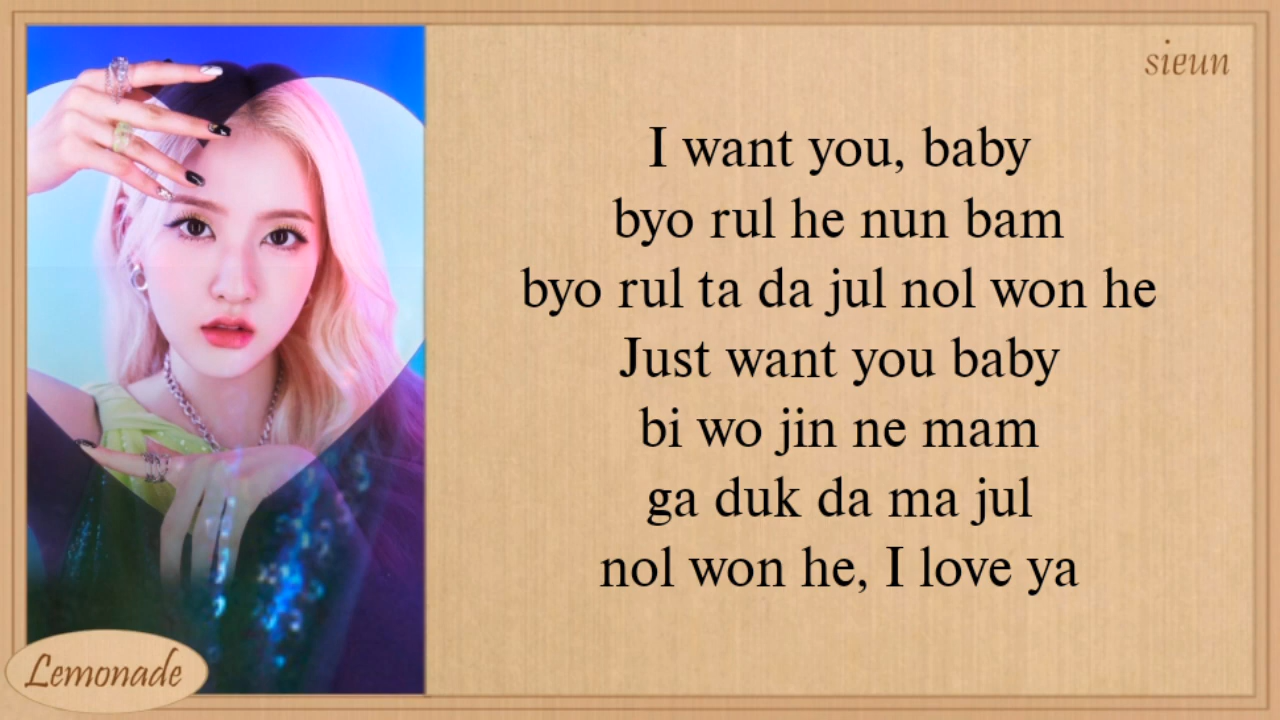 sieun
I want you, baby
byo rul he nun bam
byo rul ta da jul nol won he
Just want you baby
bi wo jin ne mam
ga duk da ma jul
nol won he, I love ya
Lemonade